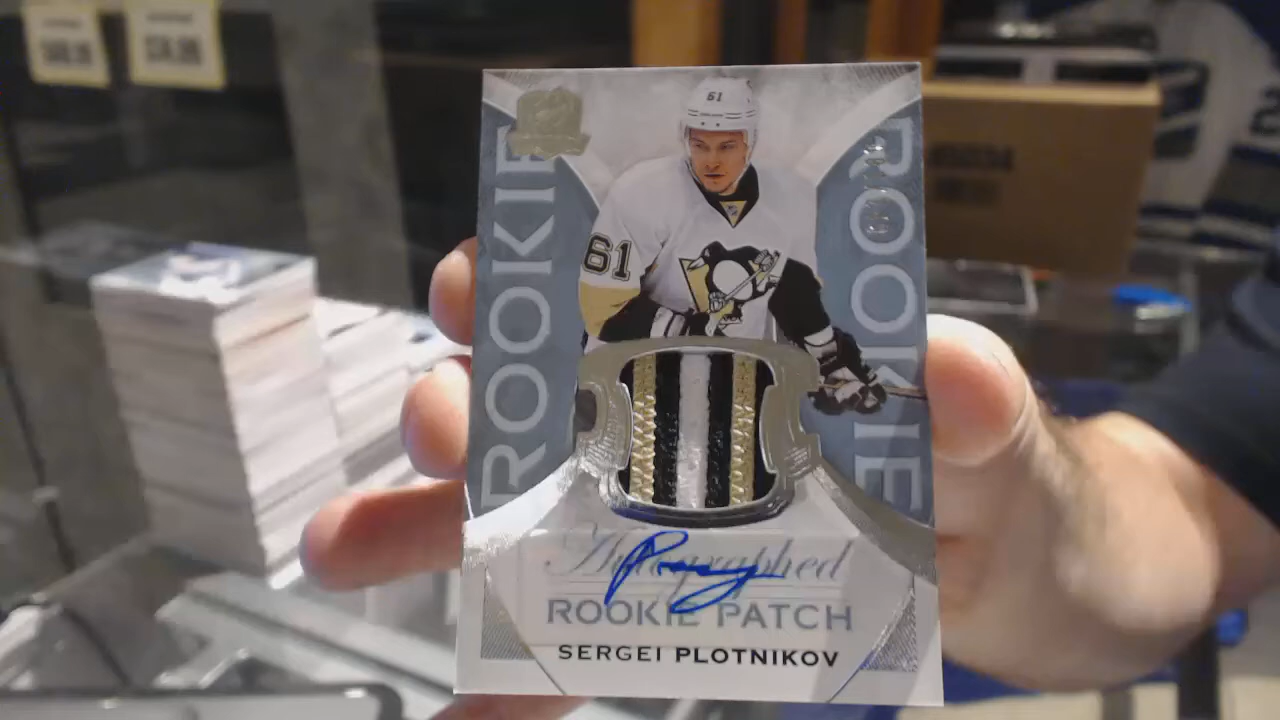 ROOKIE
ROOKIE
61
61
Autographed
ROOKIE PATCH
SERGEI PLOTNIKOV